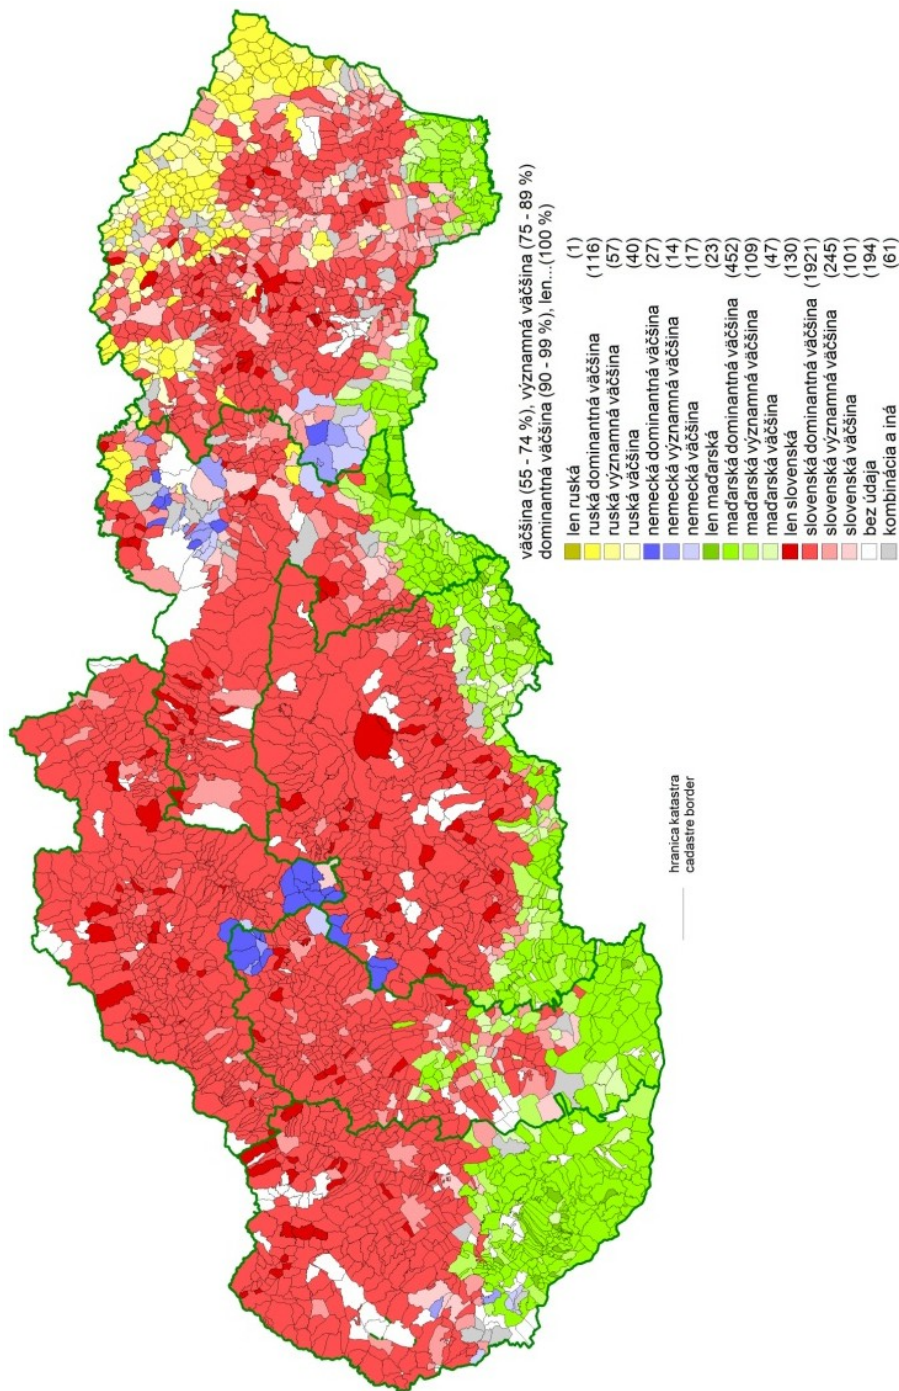 väčšina (55 - 74 %), významná väčšina (75 - 89 %)
dominantná väčšina (90 - 99 %), len...(100 %)
len ruská (1)
ruská dominantná väčšina (116)
ruská významná väčšina (57)
ruská väčšina (40)
nemecká dominantná väčšina (27)
nemecká významná väčšina (14)
nemecká väčšina (17)
len maďarská (23)
maďarská dominantná väčšina (452)
maďarská významná väčšina (109)
maďarská väčšina (47)
len slovenská (130)
slovenská dominantná väčšina (1921)
slovenská významná väčšina (245)
slovenská väčšina (101)
bez údaja (194)
kombinácia a iná (61)
hranica katastra
cadastre border